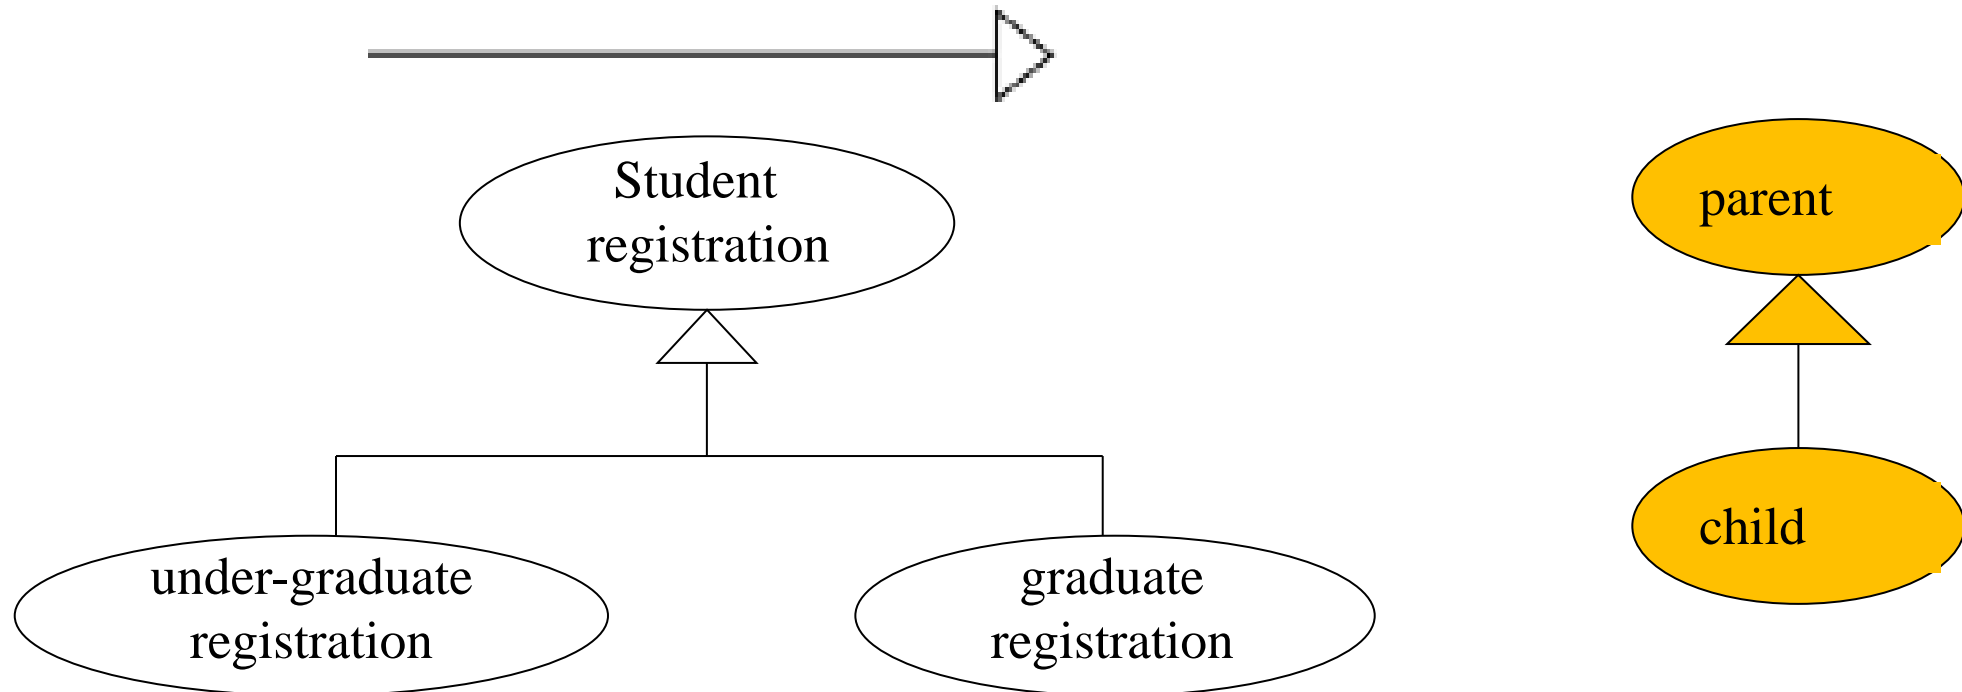 Student
registration
parent
child
under-graduate
registration
graduate
registration